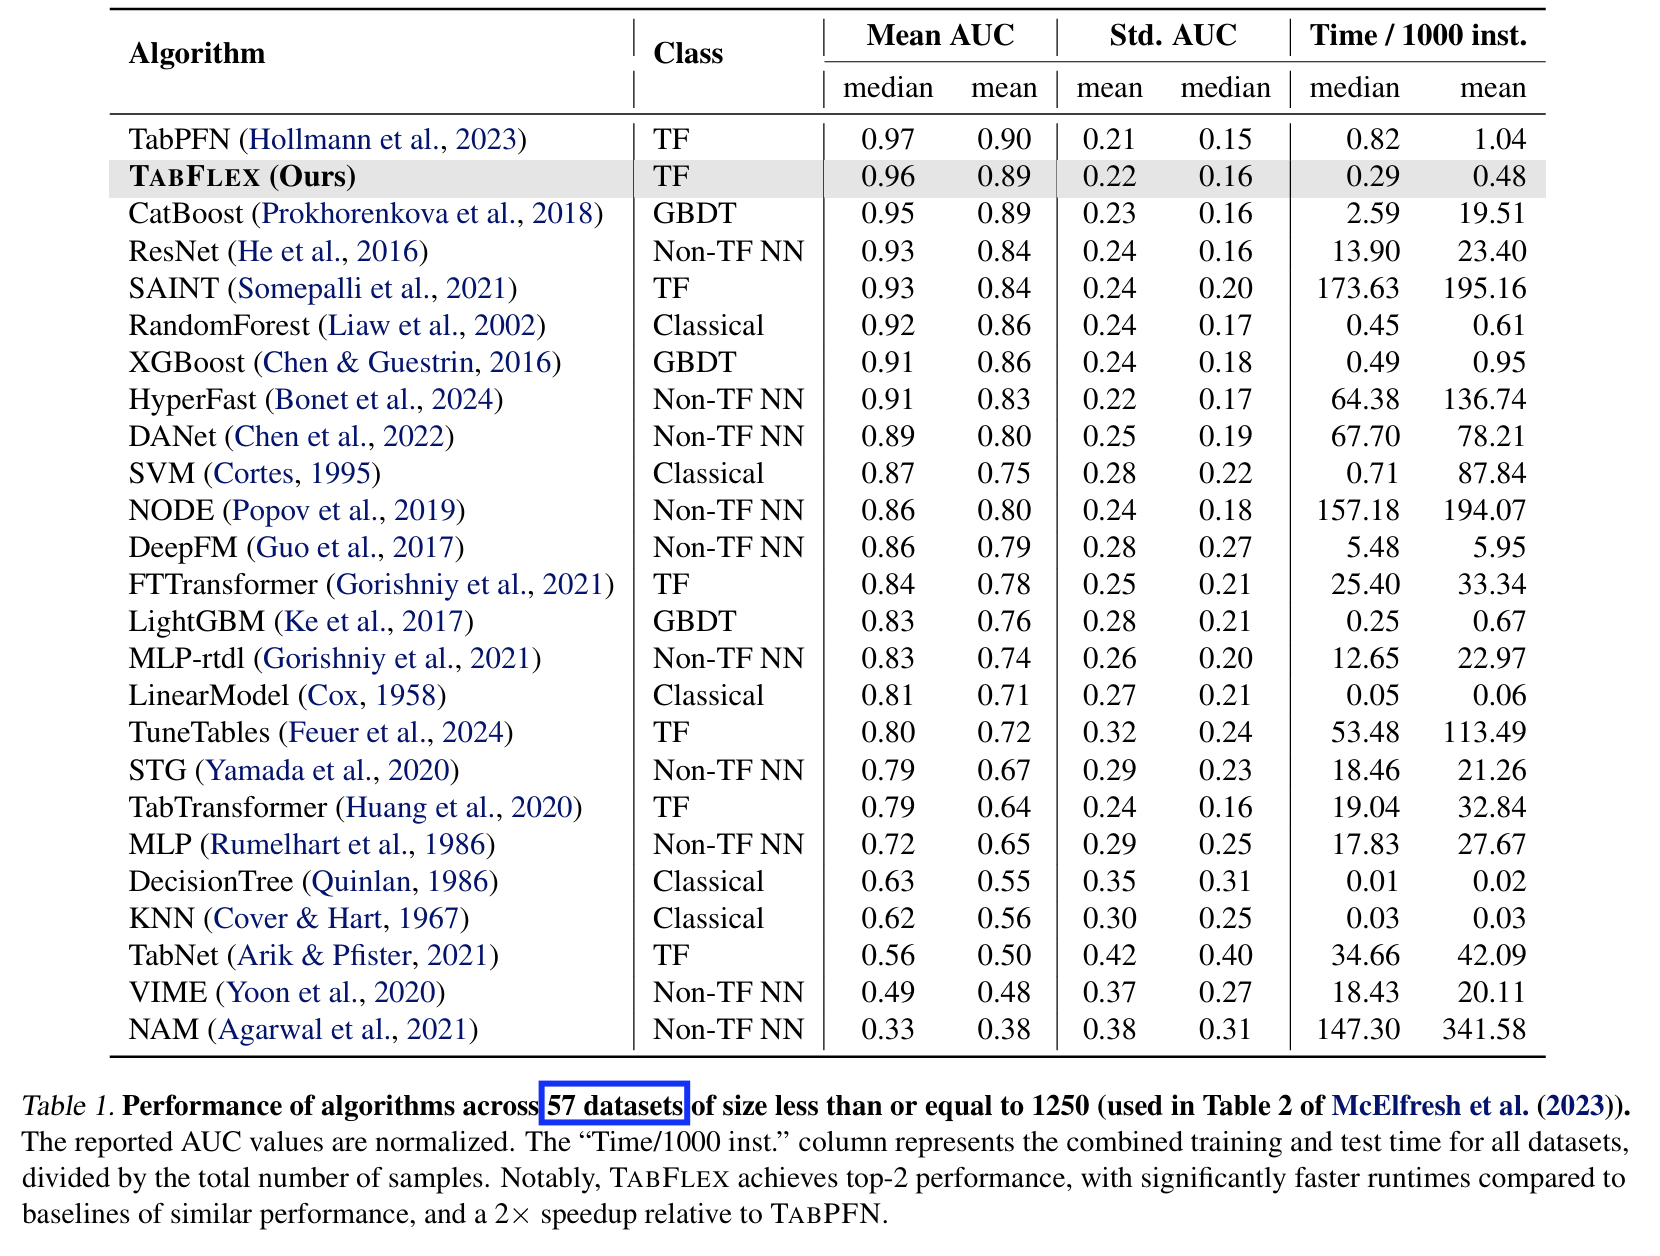 Algorithm Class Mean AUC Std. AUC Time / 1000 inst.
median mean mean median median mean
TabPFN (Hollmann et al., 2023) TF 0.97 0.90 0.21 0.15 0.82 1.04
TABFLEX (Ours) TF 0.96 0.89 0.22 0.16 0.29 0.48
CatBoost (Prokhorenkova et al., 2018) GBDT 0.95 0.89 0.23 0.16 2.59 19.51
ResNet (He et al., 2016) Non-TF NN 0.93 0.84 0.24 0.16 13.90 23.40
SAINT (Somepalli et al., 2021) TF 0.93 0.84 0.24 0.20 173.63 195.16
RandomForest (Liaw et al., 2002) Classical 0.92 0.86 0.24 0.17 0.45 0.61
XGBoost (Chen & Guestrin, 2016) GBDT 0.91 0.86 0.24 0.18 0.49 0.95
HyperFast (Bonet et al., 2024) Non-TF NN 0.91 0.83 0.22 0.17 64.38 136.74
DANet (Chen et al., 2022) Non-TF NN 0.89 0.80 0.25 0.19 67.70 78.21
SVM (Cortes, 1995) Classical 0.87 0.75 0.28 0.22 0.71 87.84
NODE (Popov et al., 2019) Non-TF NN 0.86 0.80 0.24 0.18 157.18 194.07
DeepFM (Guo et al., 2017) Non-TF NN 0.86 0.79 0.28 0.27 5.48 5.95
FTTransformer (Gorishniy et al., 2021) TF 0.84 0.78 0.25 0.21 25.40 33.34
LightGBM (Ke et al., 2017) GBDT 0.83 0.76 0.28 0.21 0.25 0.67
MLP-rtdl (Gorishniy et al., 2021) Non-TF NN 0.83 0.74 0.26 0.20 12.65 22.97
LinearModel (Cox, 1958) Classical 0.81 0.71 0.27 0.21 0.05 0.06
TuneTables (Feuer et al., 2024) TF 0.80 0.72 0.32 0.24 53.48 113.49
STG (Yamada et al., 2020) Non-TF NN 0.79 0.67 0.29 0.23 18.46 21.26
TabTransformer (Huang et al., 2020) TF 0.79 0.64 0.24 0.16 19.04 32.84
MLP (Rumelhart et al., 1986) Non-TF NN 0.72 0.65 0.29 0.25 17.83 27.67
DecisionTree (Quinlan, 1986) Classical 0.63 0.55 0.35 0.31 0.01 0.02
KNN (Cover & Hart, 1967) Classical 0.62 0.56 0.30 0.25 0.03 0.03
TabNet (Arik & Pfister, 2021) TF 0.56 0.50 0.42 0.40 34.66 42.09
VIME (Yoon et al., 2020) Non-TF NN 0.49 0.48 0.37 0.27 18.43 20.11
NAM (Agarwal et al., 2021) Non-TF NN 0.33 0.38 0.38 0.31 147.30 341.58
Table 1. Performance of algorithms across 57 datasets of size less than or equal to 1250 (used in Table 2 of McElfresh et al. (2023)).
The reported AUC values are normalized. The “Time/1000 inst.” column represents the combined training and test time for all datasets,
divided by the total number of samples. Notably, TABFLEX achieves top-2 performance, with significantly faster runtimes compared to
baselines of similar performance, and a 2× speedup relative to TABPFN.